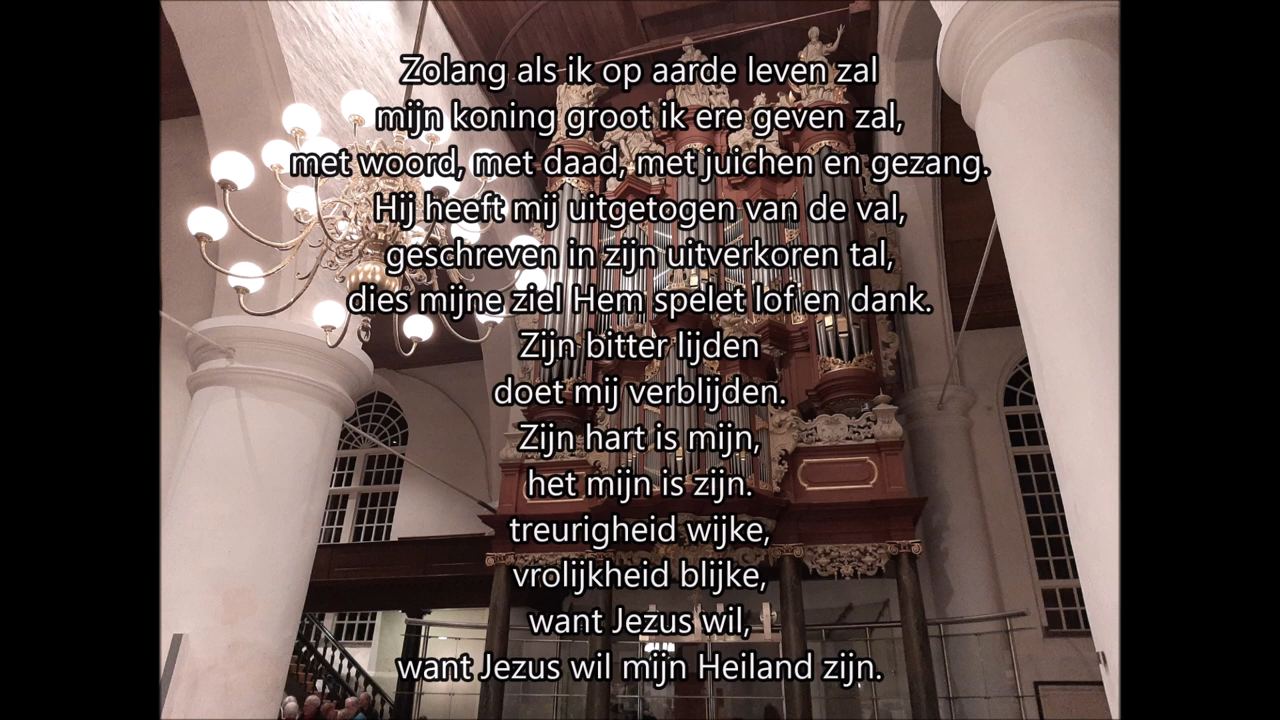 Zolang als ik op aarde leven zal
mijn koning groot ik ere geven zal,
met woord, met daad, met juichen en gezang.
Hij heeft mij uitgetogen van de val,
geschreven in zijn uitverkoren tal,
dies mijne ziel Hem spelet lof en dank.
Zijn bitter lijden
doet mij verblijden.
Zijn hart is mijn,
het mijn is zijn.
treurigheid wijke,
vrolijkheid blijke,
want Jezus wil,
want Jezus wil mijn Heiland zijn.